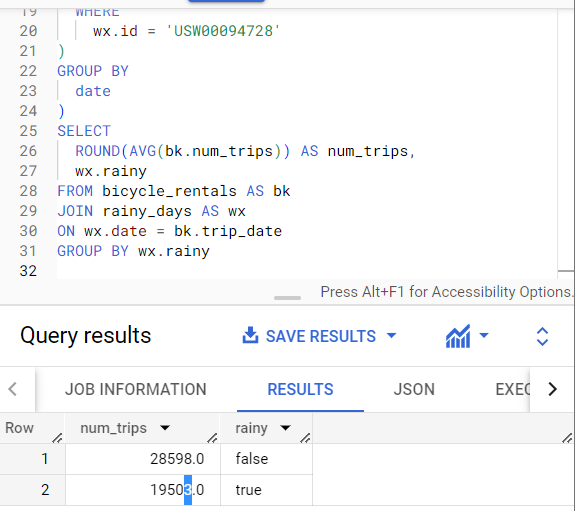 19 WHERE
20 wx.id = 'USW00094728'
21 )
22 GROUP BY
23 date
24 )
25 SELECT
26 ROUND(AVG(bk.num_trips)) AS num_trips,
27 wx.rainy
28 FROM bicycle_rentals AS bk
29 JOIN rainy_days AS wx
30 ON wx.date = bk.trip_date
31 GROUP BY wx.rainy
32
Press Alt+F1 for Accessibility Options.
Query results SAVE RESULTS
JOB INFORMATION RESULTS JSON EXEC
Row num_trips rainy
1 28598.0 false
2 19503.0 true